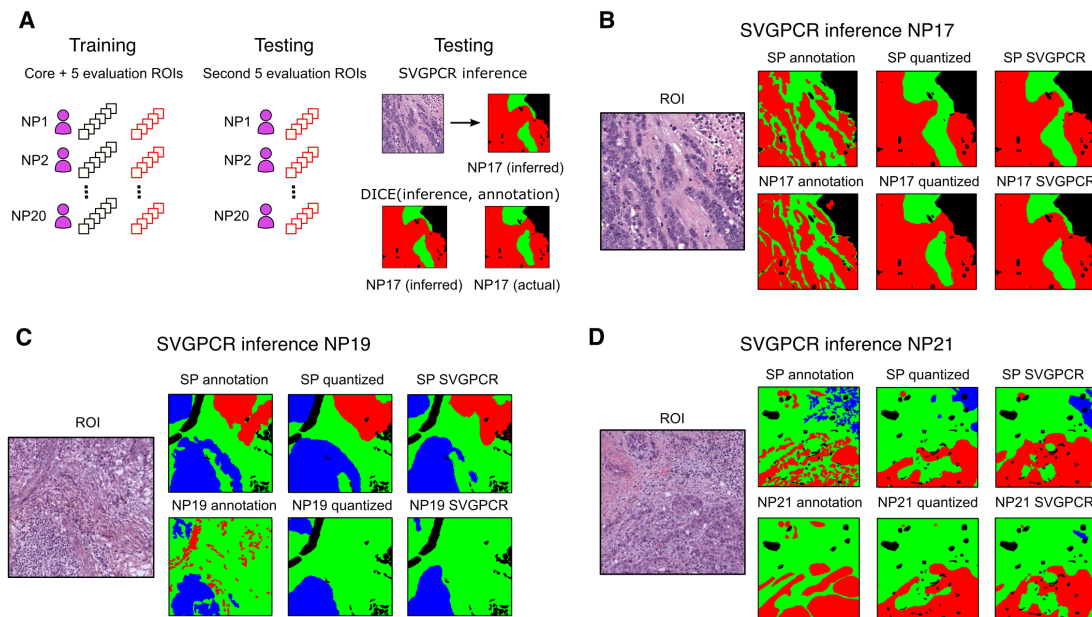 A
Training
Core + 5 evaluation ROIs
NP1
NP2
NP20
Testing
Second 5 evaluation ROIs
NP1
NP2
NP20
Testing
SVGPCR inference
NP17 (inferred)
DICE(inference, annotation)
NP17 (inferred)
NP17 (actual)
B
SVGPCR inference NP17
ROI
SP annotation
SP quantized
SP SVGPCR
NP17 annotation
NP17 quantized
NP17 SVGPCR
C
SVGPCR inference NP19
ROI
SP annotation
SP quantized
SP SVGPCR
NP19 annotation
NP19 quantized
NP19 SVGPCR
D
SVGPCR inference NP21
ROI
SP annotation
SP quantized
SP SVGPCR
NP21 annotation
NP21 quantized
NP21 SVGPCR